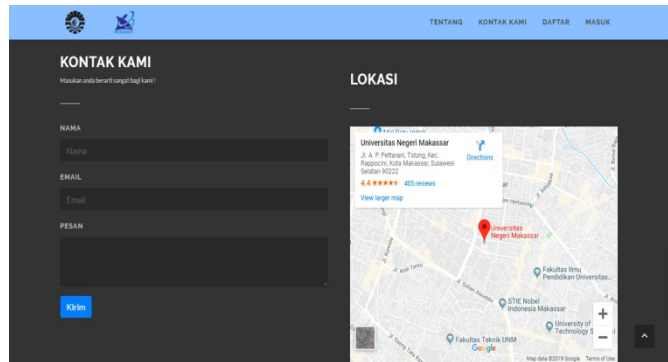 TENTANG
KONTAK KAMI
DAFTAR
MASUK
KONTAK KAMI
Masukan anda berarti sangat bagi kami !
NAMA
Nama
EMAIL
Email
PESAN
Kirim
LOKASI
Universitas Negeri Makassar
Jl. A. P. Pettarani, Tidung, Kec.
Rappocini, Kota Makassar, Sulawesi
Selatan 90222
4,4 ★★★★★ 405 reviews
View larger map
Directions
Universitas
Negeri Makassar
Fakultas Ilmu
Pendidikan Universitas...
STIE Nobel
Indonesia Makassar
University of
Technology S
Fakultas Teknik UNM
Google
Map data ©2019 Google
Terms of Use